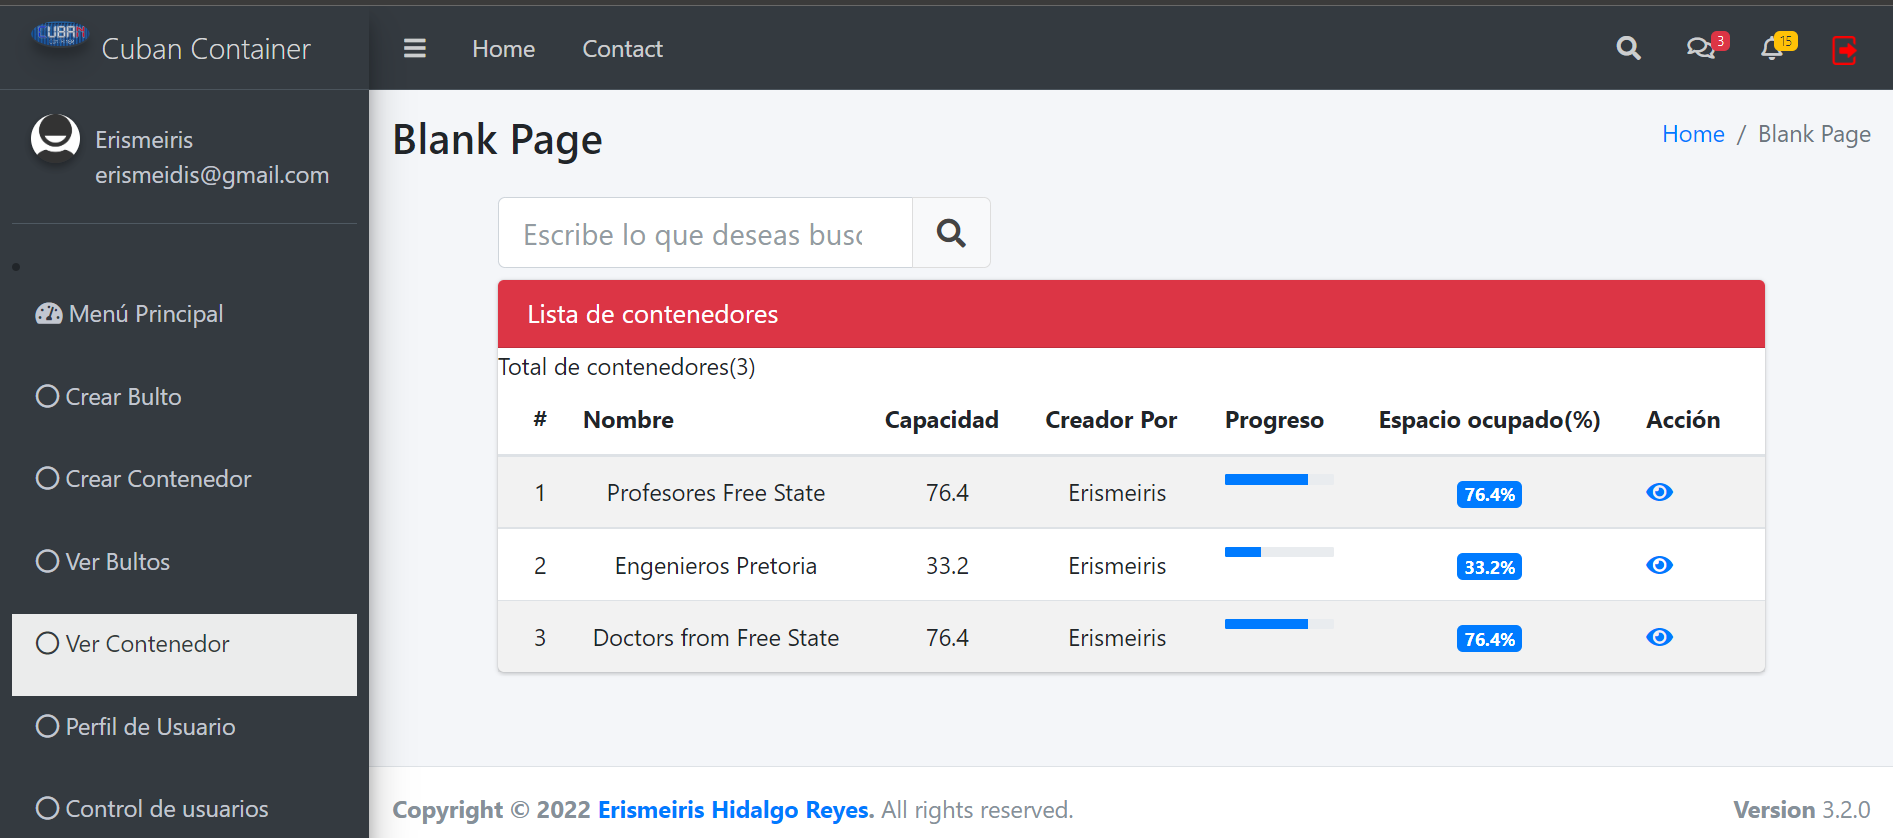 Cuban Container
Home Contact
3
15
Erismeiris
erismeidis@gmail.com
Menú Principal
Crear Bulto
Crear Contenedor
Ver Bultos
Ver Contenedor
Perfil de Usuario
Control de usuarios
Blank Page
Home / Blank Page
Escribe lo que deseas busc
Lista de contenedores
Total de contenedores(3)
# Nombre Capacidad Creador Por Progreso Espacio ocupado(%) Acción
1 Profesores Free State 76.4 Erismeiris 76.4%
2 Engenieros Pretoria 33.2 Erismeiris 33.2%
3 Doctors from Free State 76.4 Erismeiris 76.4%
Copyright © 2022 Erismeiris Hidalgo Reyes. All rights reserved.
Version 3.2.0